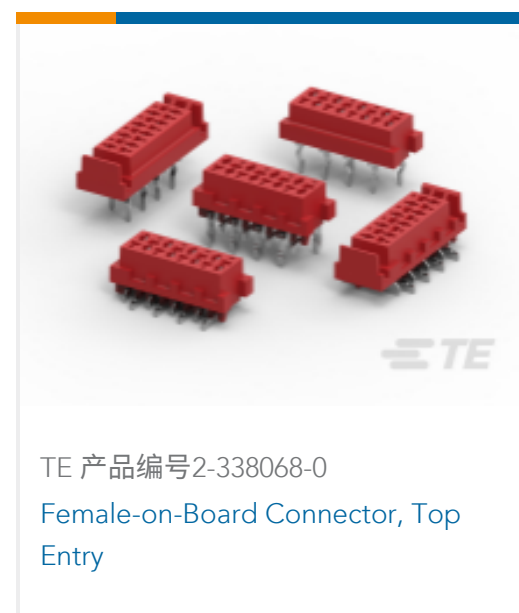 TE
TE 产品编号2-338068-0
Female-on-Board Connector, Top
Entry